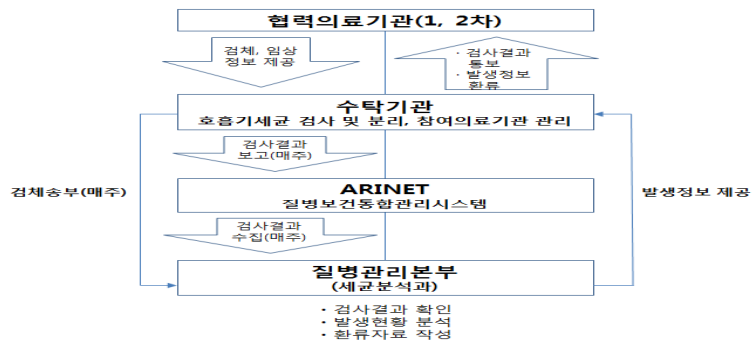 협력의료기관(1, 2차)
검체, 임상
정보 제공
· 검사결과
통보
· 발생정보
환류
수탁기관
호흡기세균 검사 및 분리, 참여의료기관 관리
검사결과
보고(매주)
검체송부(매주)
ARINET
질병보건통합관리시스템
발생정보 제공
검사결과
수집(매주)
질병관리본부
(세균분석과)
· 검사결과 확인
· 발생현황 분석
· 환류자료 작성